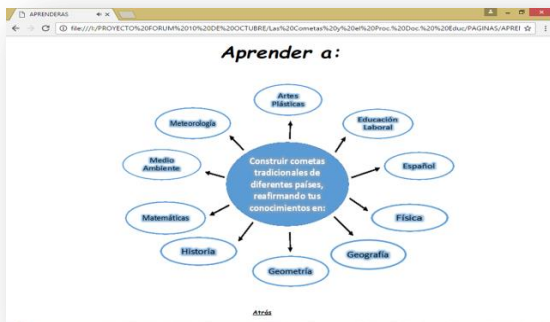 APRENDERAS
file:///I:/PROYECTO%20FORUM%2010%20DE%20OCTUBRE/Las%20Cometas%20y%20el%20Proc.%20Doc.%20%20Educ/PAGINAS/APREI
Aprender a:
Artes
Plásticas
Meteorología
Educación
Laboral
Medio
Ambiente
Construir cometas
tradicionales de
diferentes países,
reafirmando tus
conocimientos en:
Español
Matemáticas
Física
Historia
Geografía
Geometría
Atrás